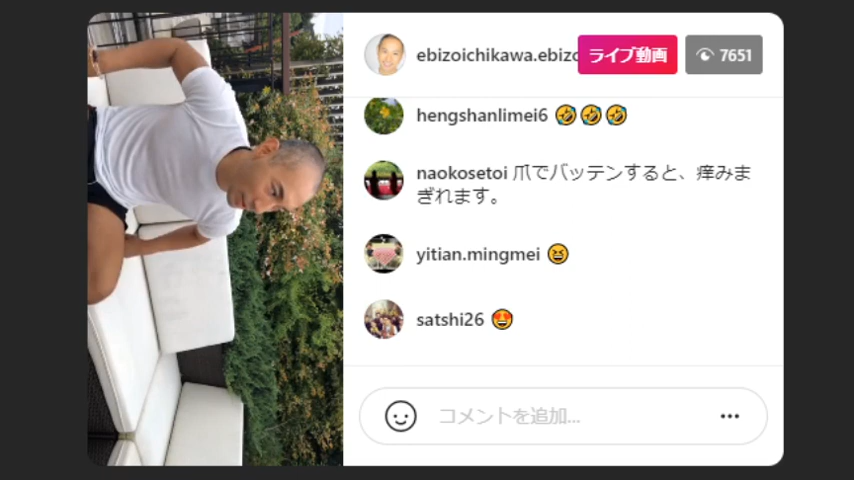 ebizoichikawa.ebizo
ライブ動画
7651
hengshanlimei6 🤣🤣🤣
naokosetoi 爪でバッテンすると、痒みま
ぎれます。
yitian.mingmei 😆
satshi26 🤩
コメントを追加...